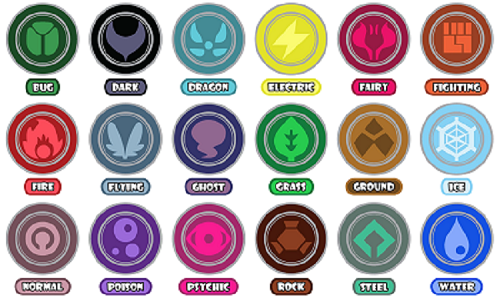 BUG DARK DRAGON ELECTRIC FAIRY FIGHTING
FIRE FLYING GHOST GRASS GROUND ICE
NORMAL POISON PSYCHIC ROCK STEEL WATER